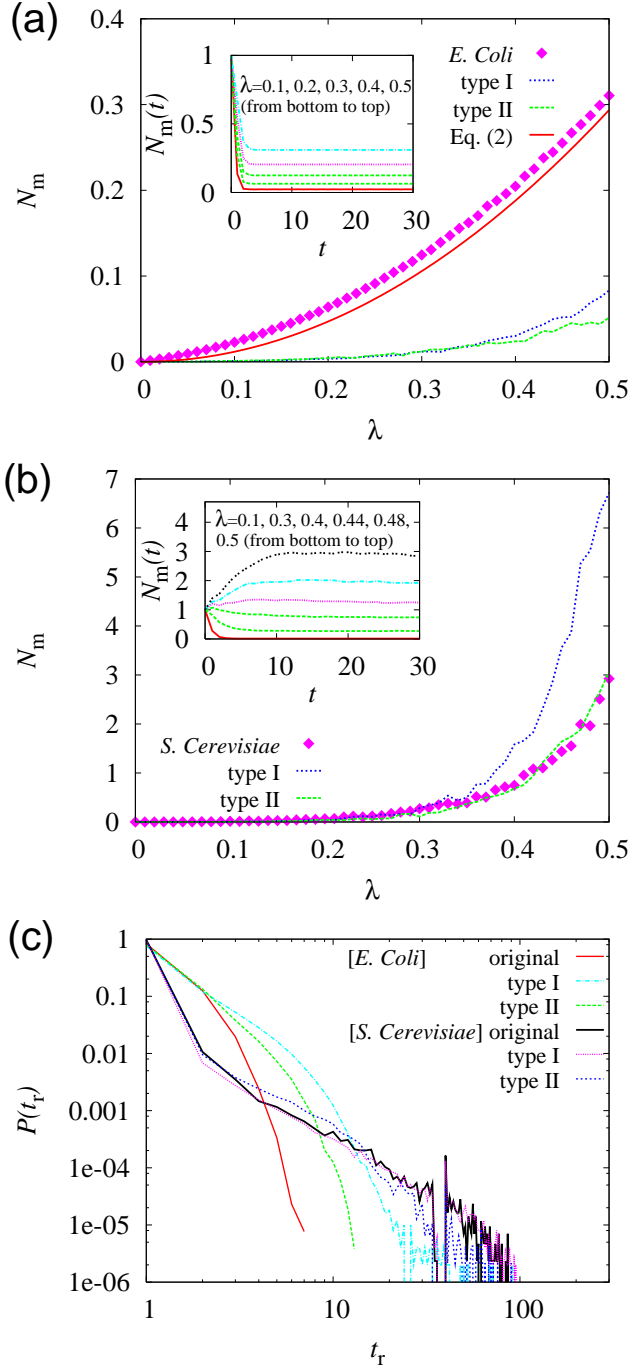 (a)
0.4
0.3
0.2
0.1
0
N_m
0 0.1 0.2 0.3 0.4 0.5
λ
1
0.5
0
N_m(t)
λ=0.1, 0.2, 0.3, 0.4, 0.5
(from bottom to top)
0 10 20 30
t
E. Coli
type I
type II
Eq. (2)
(b)
7
6
5
4
3
2
1
0
N_m
0 0.1 0.2 0.3 0.4 0.5
λ
4
3
2
1
0
N_m(t)
λ=0.1, 0.3, 0.4, 0.44, 0.48,
0.5 (from bottom to top)
0 10 20 30
t
S. Cerevisiae
type I
type II
(c)
1
0.1
0.01
0.001
1e-04
1e-05
1e-06
P(t_r)
1 10 100
t_r
[E. Coli] original
type I
type II
[S. Cerevisiae] original
type I
type II